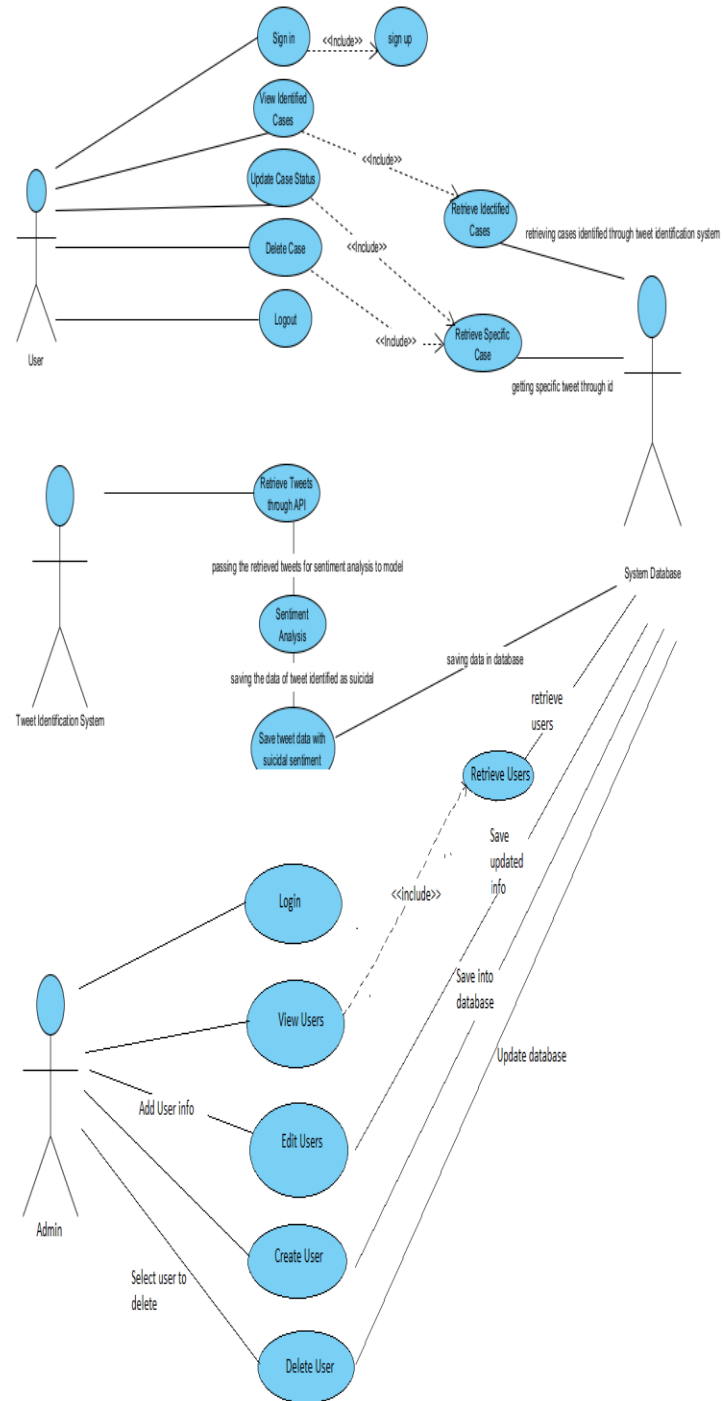 Sign in
<<Include>>
sign up
View Identified
Cases
<<Include>>
Update Case Status
Retrieve Idectified
Cases
retrieving cases identified through tweet identification system
Delete Case
<<Include>>
Logout
<<Include>>
Retrieve Specific
Case
User
getting specific tweet through id
Retrieve Tweets
through API
passing the retrieved tweets for sentiment analysis to model
System Database
Sentiment
Analysis
saving data in database
saving the data of tweet identified as suicidal
Tweet Identification System
Save tweet data with
suicidal sentiment
retrieve
users
Retrieve Users
Save
updated
info
<<include>>
Login
View Users
Save into
database
Update database
Add User info
Edit Users
Admin
Create User
Select user to
delete
Delete User